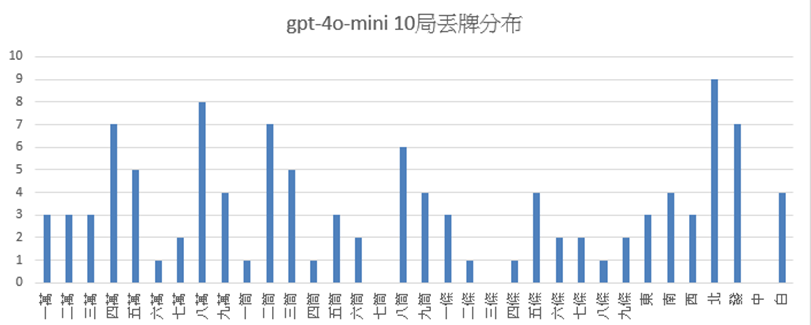 gpt-4o-mini 10局丟牌分布
10
9
8
7
6
5
4
3
2
1
0
一萬
二萬
三萬
四萬
五萬
六萬
七萬
八萬
九萬
一筒
二筒
三筒
四筒
五筒
六筒
七筒
八筒
九筒
一條
二條
三條
四條
五條
六條
七條
八條
九條
東
南
西
北
發
中
白